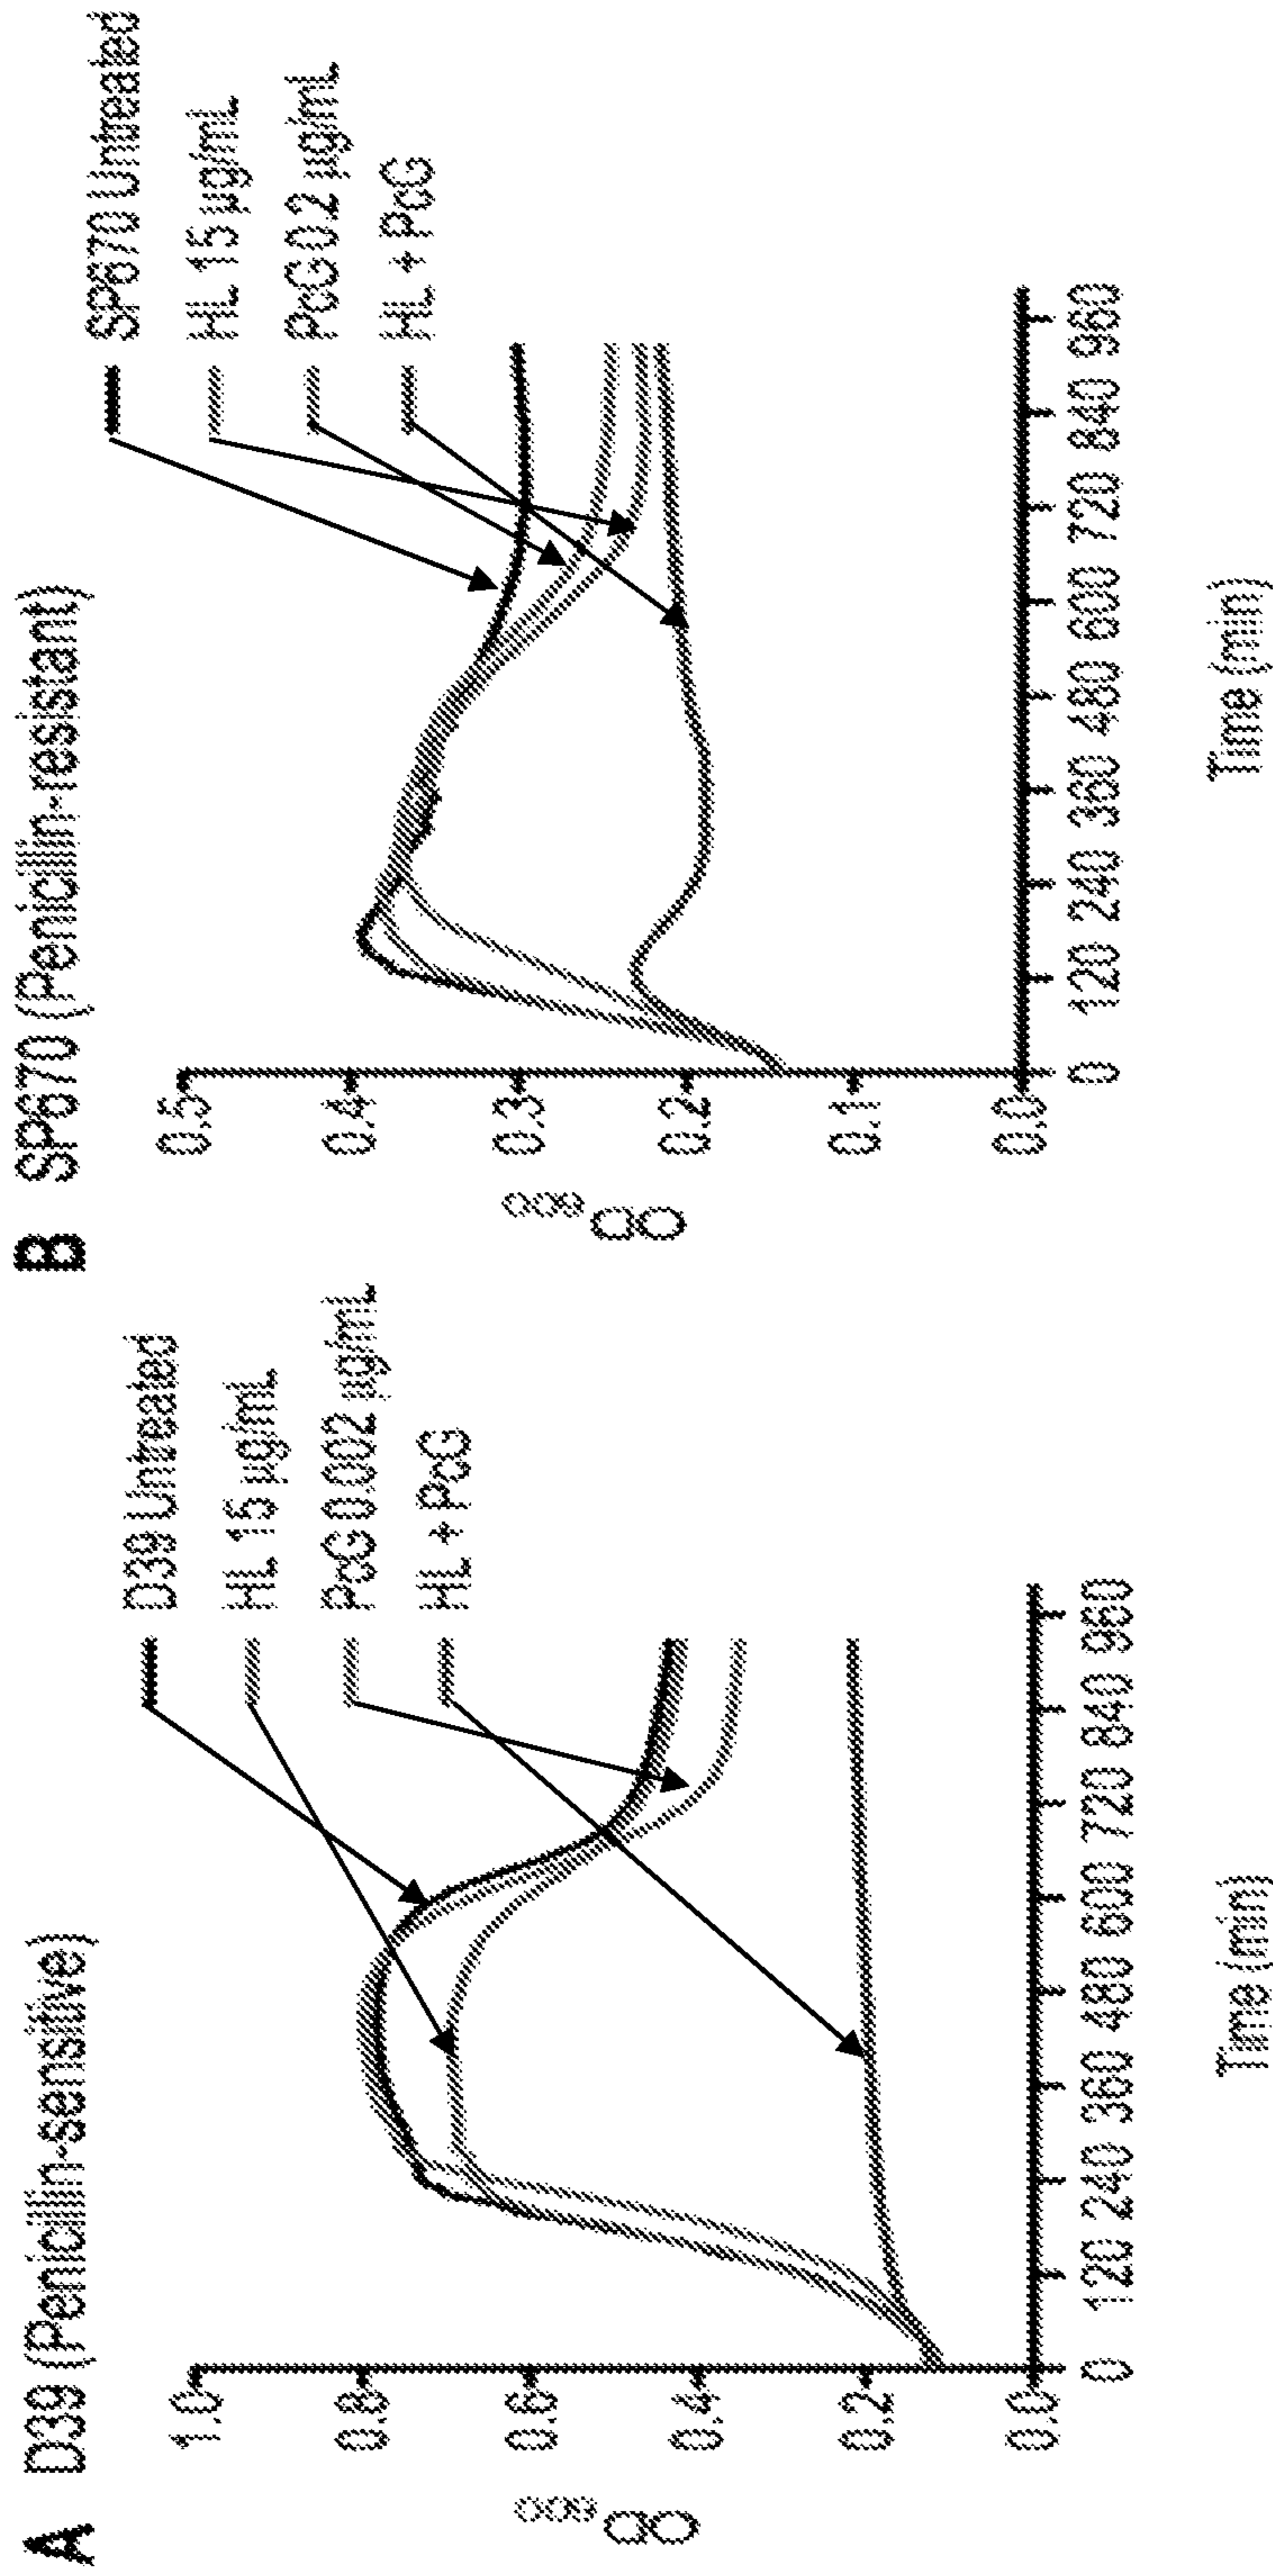 A D39 (Penicillin-sensitive)
D39 Untreated
HL 15 µg/mL
PcG 0.002 µg/mL
HL + PcG
OD600
1.0
0.8
0.6
0.4
0.2
0.0
0 120 240 360 480 600 720 840 960
Time (min)
B SP670 (Penicillin-resistant)
SP670 Untreated
HL 15 µg/mL
PcG 0.2 µg/mL
HL + PcG
OD600
0.5
0.4
0.3
0.2
0.1
0.0
0 120 240 360 480 600 720 840 960
Time (min)